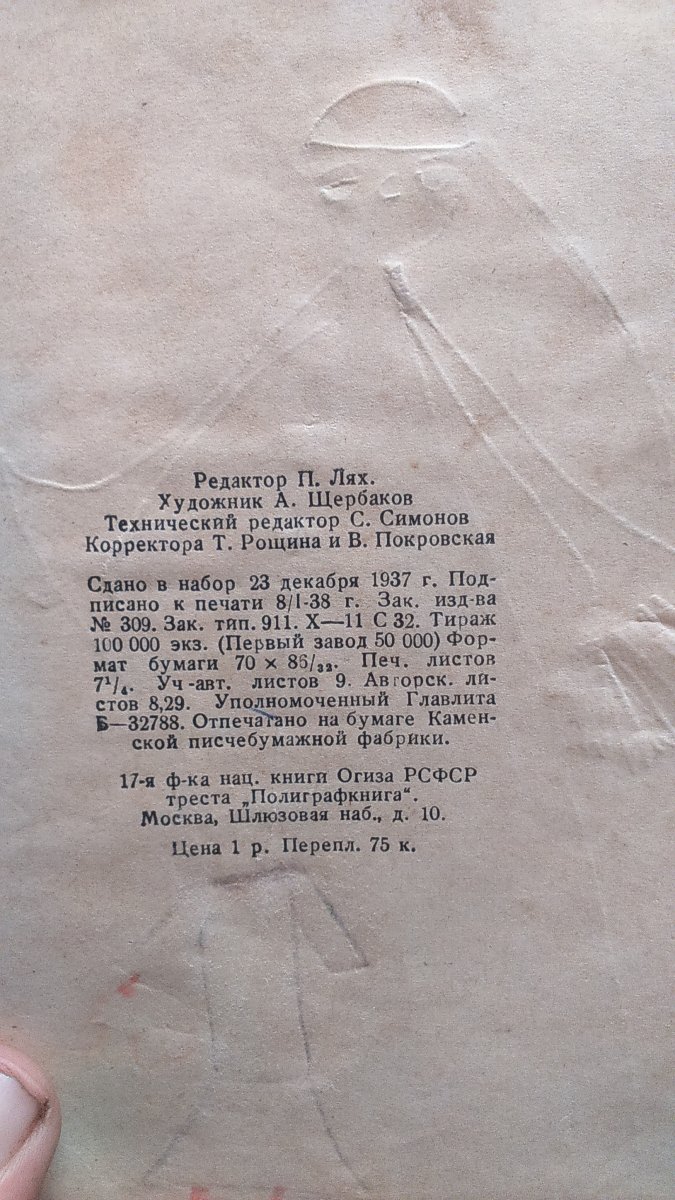 Редактор П. Лях.
Художник А. Щербаков
Технический редактор С. Симонов
Корректора Т. Рощина и В. Покровская
Сдано в набор 23 декабря 1937 г. Под-
писано к печати 8/I-38 г. Зак. изд-ва
№ 309. Зак. тип. 911. X—11 С 32. Тираж
100 000 экз. (Первый завод 50 000) Фор-
мат бумаги 70 × 86/₃₂. Печ. листов
7¹/₄. Уч-авт. листов 9. Авторск. ли-
стов 8,29. Уполномоченный Главлита
Б—32788. Отпечатано на бумаге Камен-
ской писчебумажной фабрики.
17-я ф-ка нац. книги Огиза РСФСР
треста „Полиграфкнига“.
Москва, Шлюзовая наб., д. 10.
Цена 1 р. Перепл. 75 к.